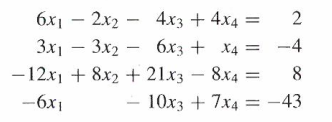 6x₁ − 2x₂ − 4x₃ + 4x₄ = 2
3x₁ − 3x₂ − 6x₃ + x₄ = −4
−12x₁ + 8x₂ + 21x₃ − 8x₄ = 8
−6x₁ − 10x₃ + 7x₄ = −43